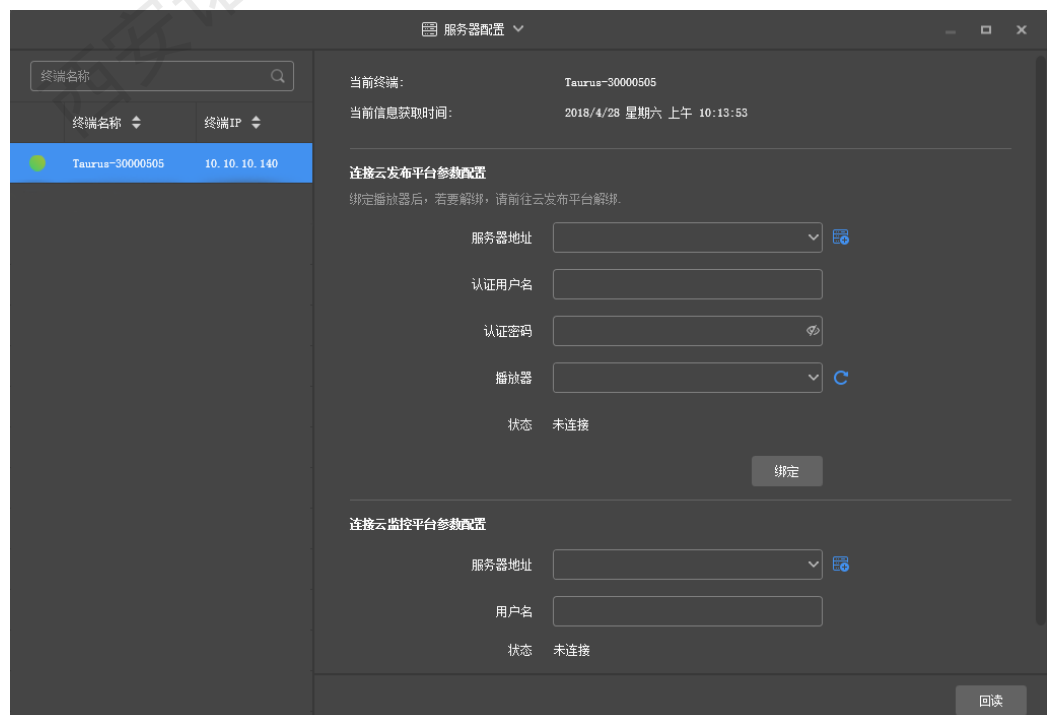 西安诺
服务器配置
终端名称
终端名称 终端IP
Taurus-30000505 10.10.10.140
当前终端: Taurus-30000505
当前信息获取时间: 2018/4/28 星期六 上午 10:13:53
连接云发布平台参数配置
绑定播放器后，若要解绑，请前往云发布平台解绑.
服务器地址
认证用户名
认证密码
播放器
状态 未连接
绑定
连接云监控平台参数配置
服务器地址
用户名
状态 未连接
回读